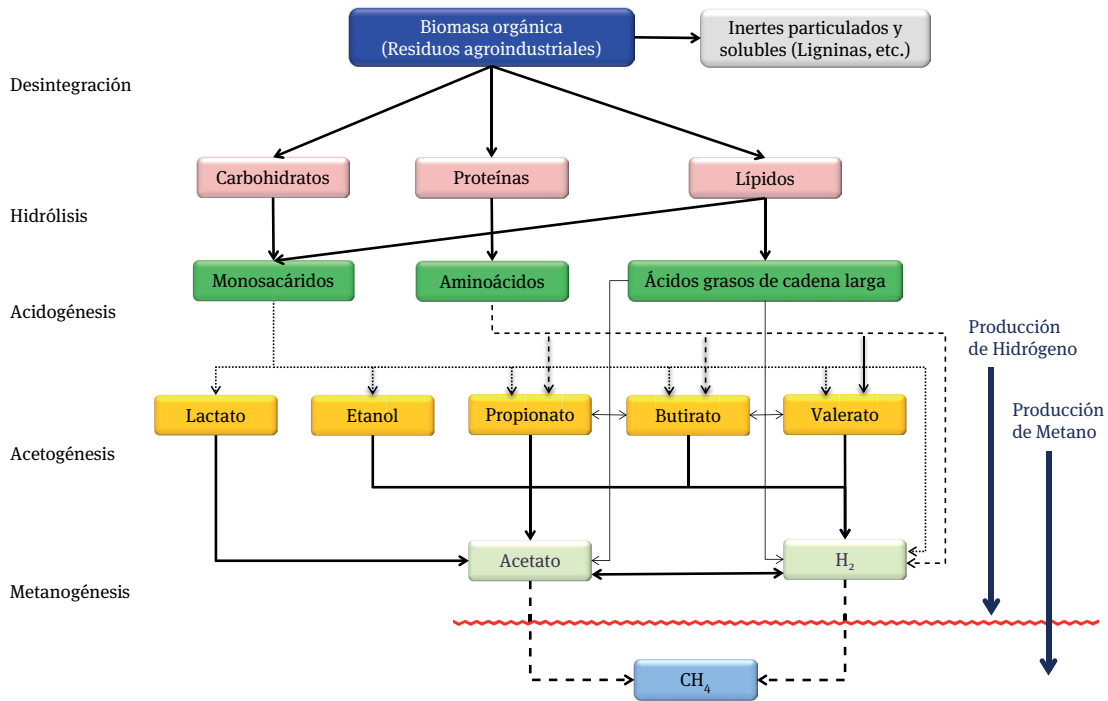 Biomasa orgánica
(Residuos agroindustriales)
Inertes particulados y
solubles (Ligninas, etc.)
Desintegración
Carbohidratos
Proteínas
Lípidos
Hidrólisis
Monosacáridos
Aminoácidos
Ácidos grasos de cadena larga
Acidogénesis
Producción
de Hidrógeno
Lactato
Etanol
Propionato
Butirato
Valerato
Producción
de Metano
Acetogénesis
Acetato
H₂
Metanogénesis
CH₄